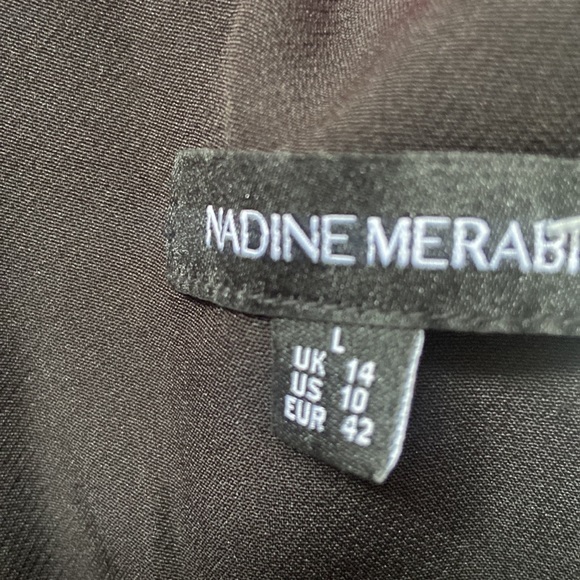 NADINE MERABI
L
UK 14
US 10
EUR 42